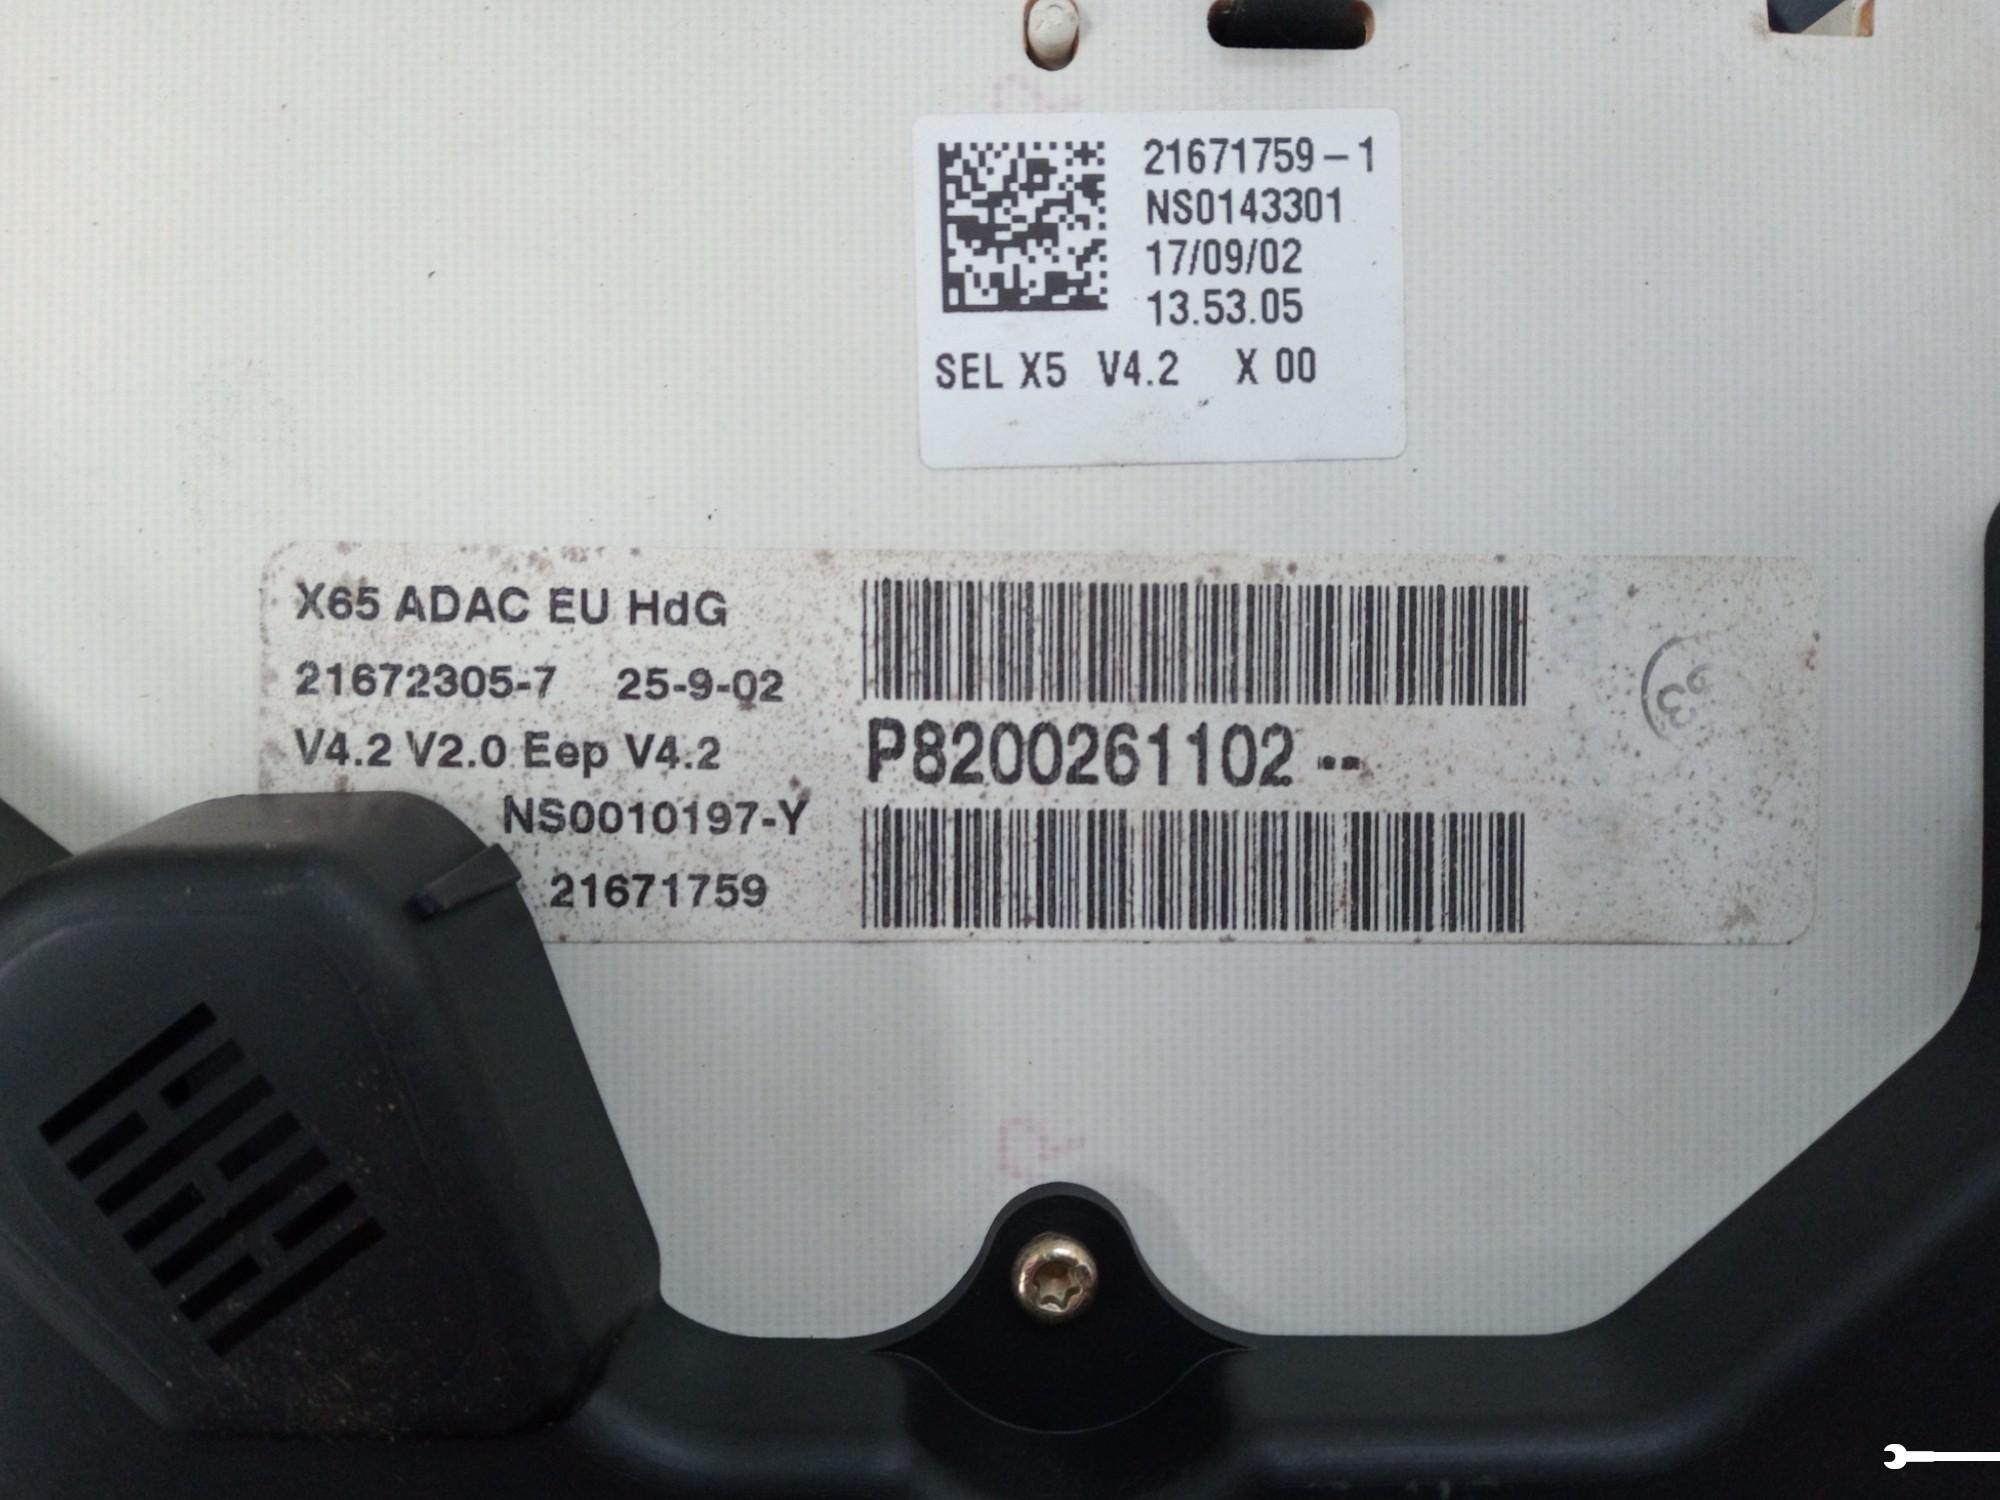 21671759-1
NS0143301
17/09/02
13.53.05
SEL X5 V4.2 X 00
X65 ADAC EU HdG
21672305-7 25-9-02
V4.2 V2.0 Eep V4.2
NS0010197-Y
21671759
P8200261102--